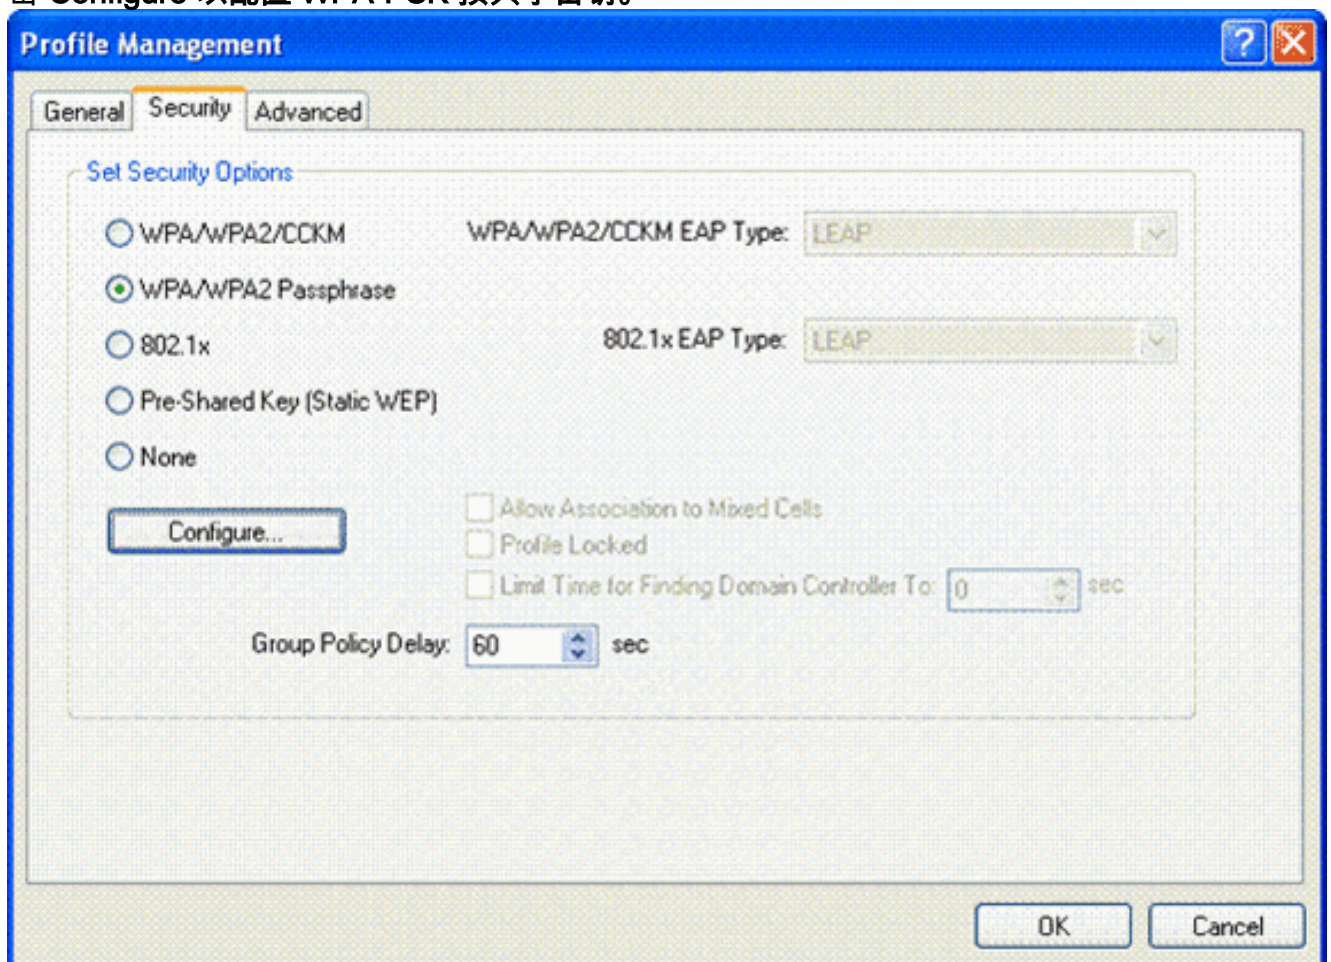 Configure
Profile Management
General Security Advanced
Set Security Options
WPA/WPA2/CCKM WPA/WPA2/CCKM EAP Type: LEAP
WPA/WPA2 Passphrase
802.1x 802.1x EAP Type: LEAP
Pre-Shared Key (Static WEP)
None
Configure... Allow Association to Mixed Cells
Profile Locked
Limit Time for Finding Domain Controller To: 0 sec
Group Policy Delay: 60 sec
OK Cancel